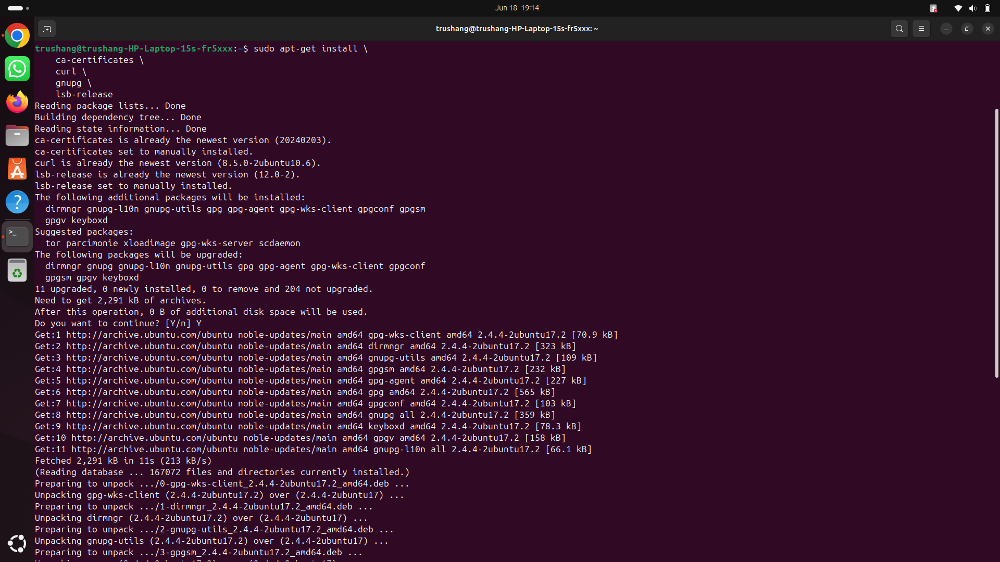 Jun 18 19:14
trushang@trushang-HP-Laptop-15s-fr5xxx: ~
trushang@trushang-HP-Laptop-15s-fr5xxx:~$ sudo apt-get install \
    ca-certificates \
    curl \
    gnupg \
    lsb-release
Reading package lists... Done
Building dependency tree... Done
Reading state information... Done
ca-certificates is already the newest version (20240203).
ca-certificates set to manually installed.
curl is already the newest version (8.5.0-2ubuntu10.6).
lsb-release is already the newest version (12.0-2).
lsb-release set to manually installed.
The following additional packages will be installed:
  dirmngr gnupg-l10n gnupg-utils gpg gpg-agent gpg-wks-client gpgconf gpgsm
  gpgv keyboxd
Suggested packages:
  tor parcimonie xloadimage gpg-wks-server scdaemon
The following packages will be upgraded:
  dirmngr gnupg gnupg-l10n gnupg-utils gpg gpg-agent gpg-wks-client gpgconf
  gpgsm gpgv keyboxd
11 upgraded, 0 newly installed, 0 to remove and 204 not upgraded.
Need to get 2,291 kB of archives.
After this operation, 0 B of additional disk space will be used.
Do you want to continue? [Y/n] Y
Get:1 http://archive.ubuntu.com/ubuntu noble-updates/main amd64 gpg-wks-client amd64 2.4.4-2ubuntu17.2 [70.9 kB]
Get:2 http://archive.ubuntu.com/ubuntu noble-updates/main amd64 dirmngr amd64 2.4.4-2ubuntu17.2 [323 kB]
Get:3 http://archive.ubuntu.com/ubuntu noble-updates/main amd64 gnupg-utils amd64 2.4.4-2ubuntu17.2 [109 kB]
Get:4 http://archive.ubuntu.com/ubuntu noble-updates/main amd64 gpgsm amd64 2.4.4-2ubuntu17.2 [232 kB]
Get:5 http://archive.ubuntu.com/ubuntu noble-updates/main amd64 gpg-agent amd64 2.4.4-2ubuntu17.2 [227 kB]
Get:6 http://archive.ubuntu.com/ubuntu noble-updates/main amd64 gpg amd64 2.4.4-2ubuntu17.2 [565 kB]
Get:7 http://archive.ubuntu.com/ubuntu noble-updates/main amd64 gpgconf amd64 2.4.4-2ubuntu17.2 [103 kB]
Get:8 http://archive.ubuntu.com/ubuntu noble-updates/main amd64 gnupg all 2.4.4-2ubuntu17.2 [359 kB]
Get:9 http://archive.ubuntu.com/ubuntu noble-updates/main amd64 keyboxd amd64 2.4.4-2ubuntu17.2 [78.3 kB]
Get:10 http://archive.ubuntu.com/ubuntu noble-updates/main amd64 gpgv amd64 2.4.4-2ubuntu17.2 [158 kB]
Get:11 http://archive.ubuntu.com/ubuntu noble-updates/main amd64 gnupg-l10n all 2.4.4-2ubuntu17.2 [66.1 kB]
Fetched 2,291 kB in 11s (213 kB/s)
(Reading database ... 167072 files and directories currently installed.)
Preparing to unpack .../0-gpg-wks-client_2.4.4-2ubuntu17.2_amd64.deb ...
Unpacking gpg-wks-client (2.4.4-2ubuntu17.2) over (2.4.4-2ubuntu17) ...
Preparing to unpack .../1-dirmngr_2.4.4-2ubuntu17.2_amd64.deb ...
Unpacking dirmngr (2.4.4-2ubuntu17.2) over (2.4.4-2ubuntu17) ...
Preparing to unpack .../2-gnupg-utils_2.4.4-2ubuntu17.2_amd64.deb ...
Unpacking gnupg-utils (2.4.4-2ubuntu17.2) over (2.4.4-2ubuntu17) ...
Preparing to unpack .../3-gpgsm_2.4.4-2ubuntu17.2_amd64.deb ...